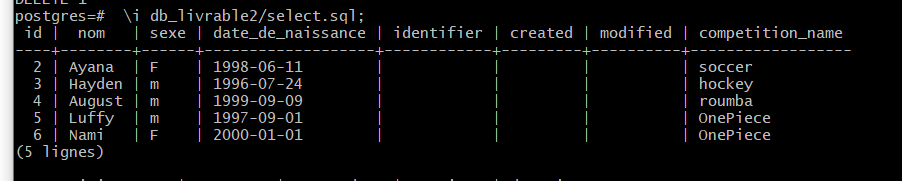 postgres=#  \i db_livrable2/select.sql;
 id |  nom   | sexe | date_de_naissance | identifier | created | modified | competition_name
----+--------+------+-------------------+------------+---------+----------+------------------
  2 | Ayana  | F    | 1998-06-11        |            |         |          | soccer
  3 | Hayden | m    | 1996-07-24        |            |         |          | hockey
  4 | August | m    | 1999-09-09        |            |         |          | roumba
  5 | Luffy  | m    | 1997-09-01        |            |         |          | OnePiece
  6 | Nami   | F    | 2000-01-01        |            |         |          | OnePiece
(5 lignes)